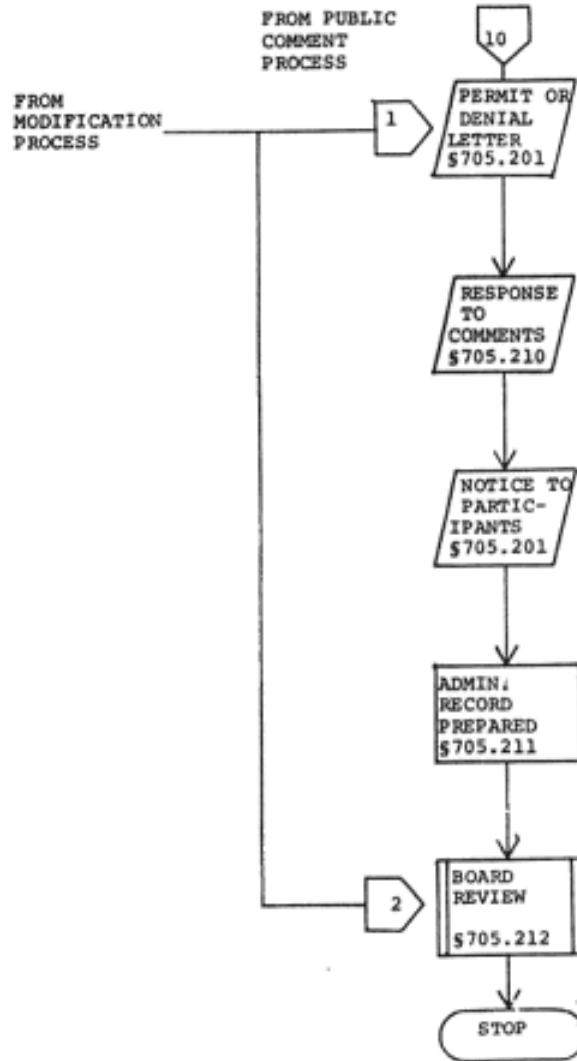 FROM PUBLIC
COMMENT
PROCESS
10
FROM
MODIFICATION
PROCESS
1
PERMIT OR
DENIAL
LETTER
§705.201
RESPONSE
TO
COMMENTS
§705.210
NOTICE TO
PARTIC-
IPANTS
§705.201
ADMIN.
RECORD
PREPARED
§705.211
2
BOARD
REVIEW
§705.212
STOP